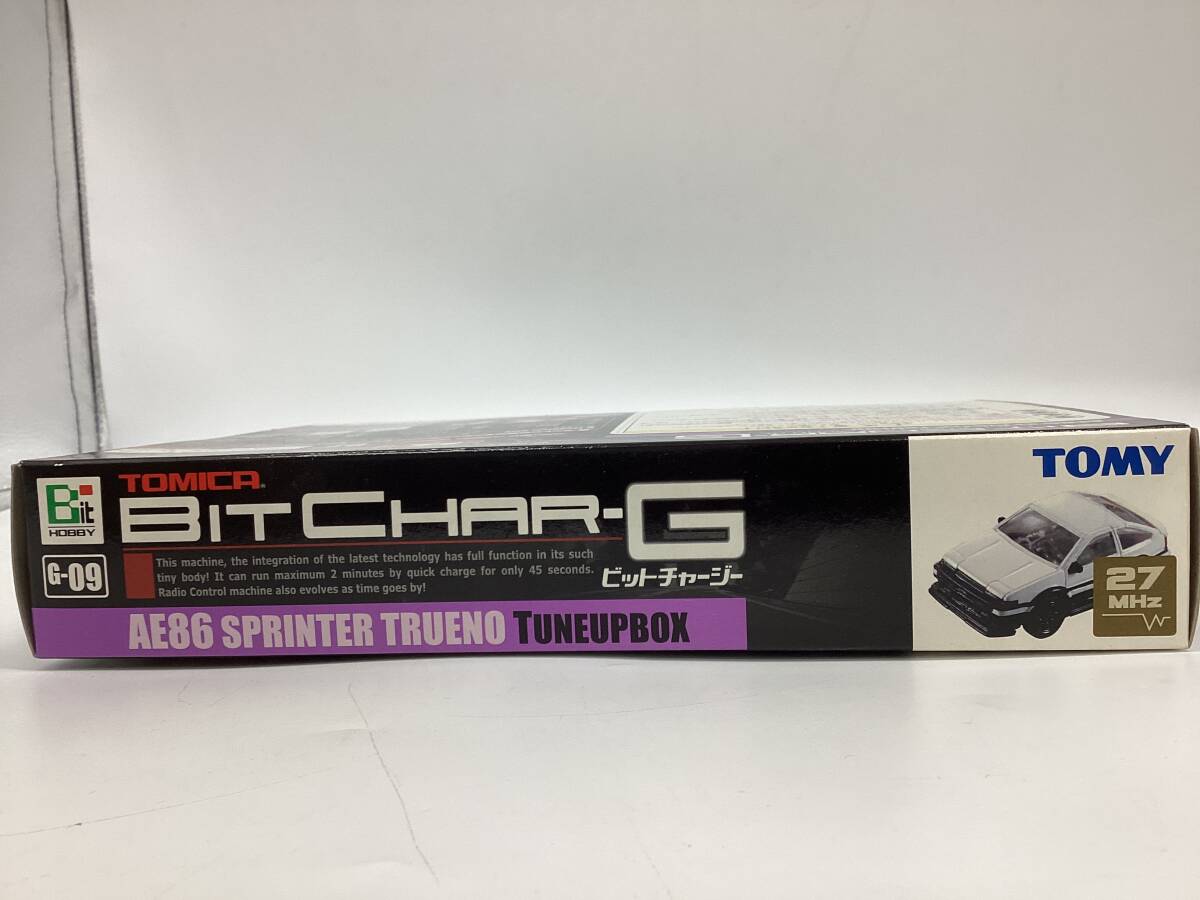 Bit
HOBBY
G-09
TOMICA
BIT CHAR-G
This machine, the integration of the latest technology has full function in its such
tiny body! It can run maximum 2 minutes by quick charge for only 45 seconds.
Radio Control machine also evolves as time goes by!
ビットチャージー
AE86 SPRINTER TRUENO TUNEUPBOX
TOMY
27
MHz